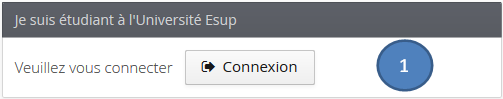 Je suis étudiant à l'Université Esup
Veuillez vous connecter Connexion 1